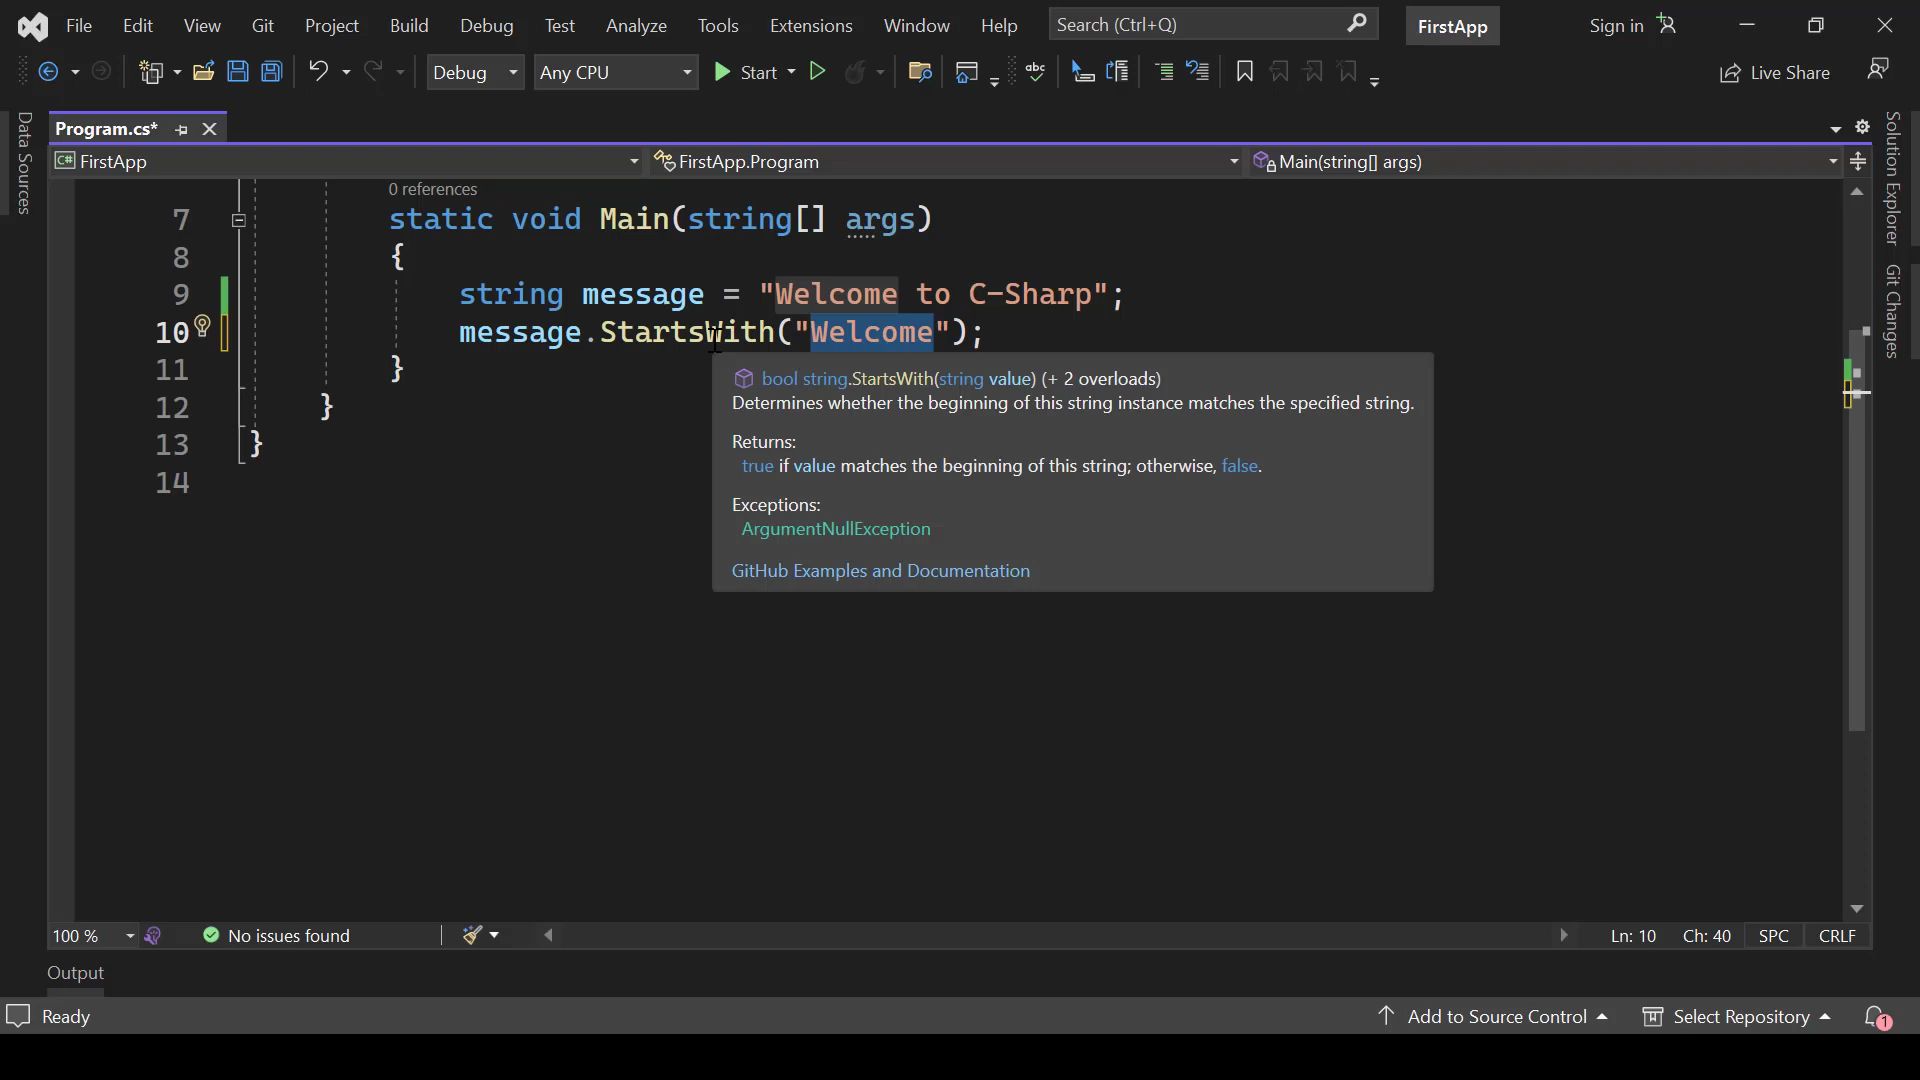 File Edit View Git Project Build Debug Test Analyze Tools Extensions Window Help Search (Ctrl+Q) FirstApp Sign in
Debug Any CPU Start Live Share
Data Sources
Program.cs*
FirstApp FirstApp.Program Main(string[] args)
Solution Explorer
Git Changes
0 references
7 static void Main(string[] args)
8 {
9 string message = "Welcome to C-Sharp";
10 message.StartsWith("Welcome");
11 }
12 }
13 }
14
bool string.StartsWith(string value) (+ 2 overloads)
Determines whether the beginning of this string instance matches the specified string.
Returns:
true if value matches the beginning of this string; otherwise, false.
Exceptions:
ArgumentNullException
GitHub Examples and Documentation
100 % No issues found Ln: 10 Ch: 40 SPC CRLF
Output
Ready Add to Source Control Select Repository 1